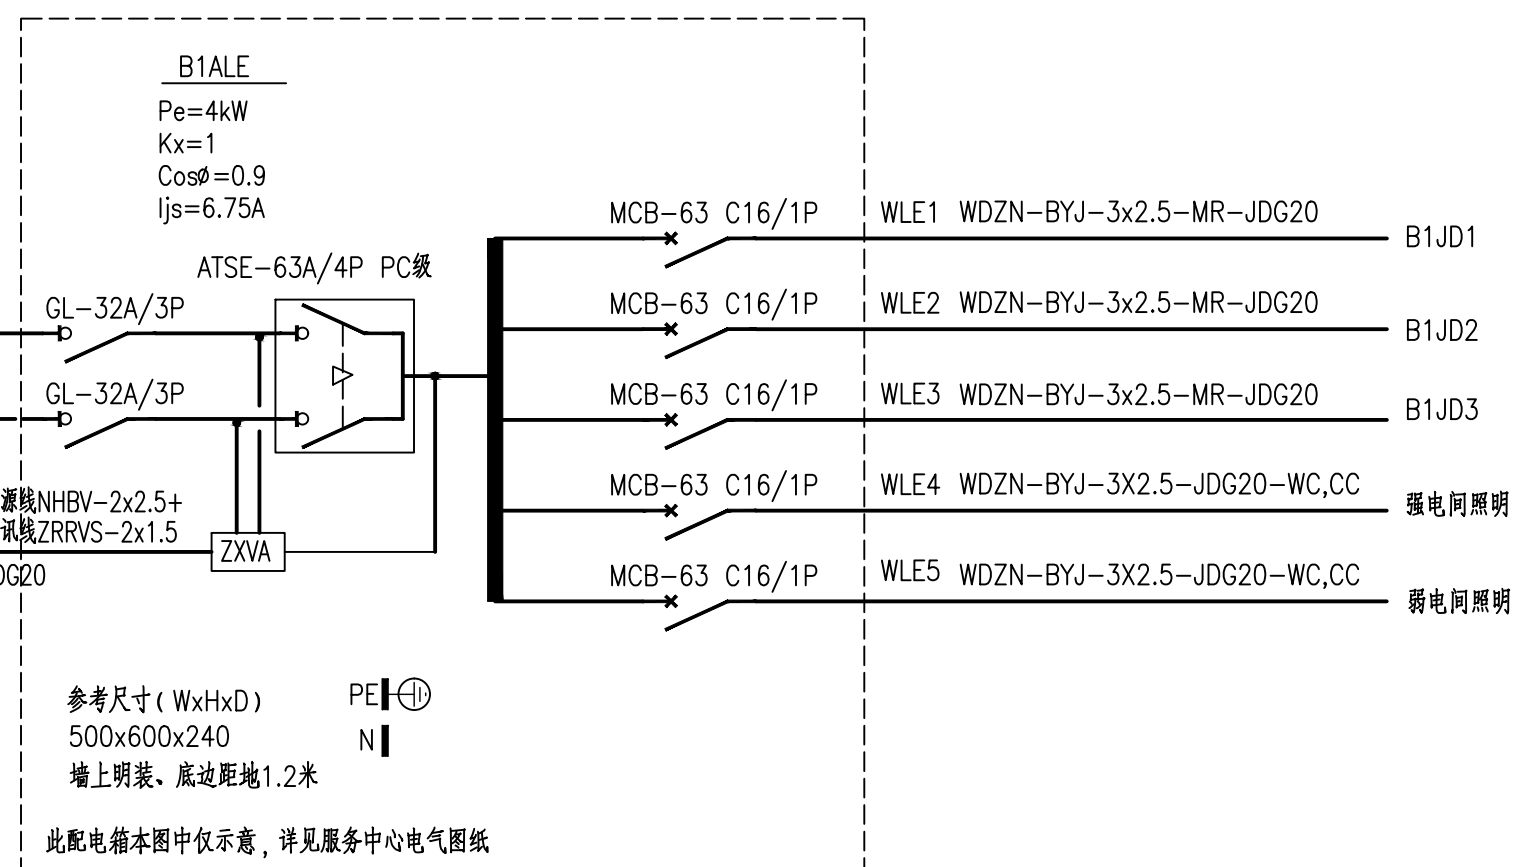 B1ALE
Pe=4kW
Kx=1
Cosø=0.9
Ijs=6.75A
ATSE-63A/4P PC级
GL-32A/3P
GL-32A/3P
源线NHBV-2x2.5+
讯线ZRRVS-2x1.5
ZXVA
DG20
MCB-63 C16/1P WLE1 WDZN-BYJ-3x2.5-MR-JDG20 B1JD1
MCB-63 C16/1P WLE2 WDZN-BYJ-3x2.5-MR-JDG20 B1JD2
MCB-63 C16/1P WLE3 WDZN-BYJ-3x2.5-MR-JDG20 B1JD3
MCB-63 C16/1P WLE4 WDZN-BYJ-3X2.5-JDG20-WC,CC 强电间照明
MCB-63 C16/1P WLE5 WDZN-BYJ-3X2.5-JDG20-WC,CC 弱电间照明
参考尺寸(WxHxD)
500x600x240
墙上明装、底边距地1.2米
PE
N
此配电箱本图中仅示意,详见服务中心电气图纸